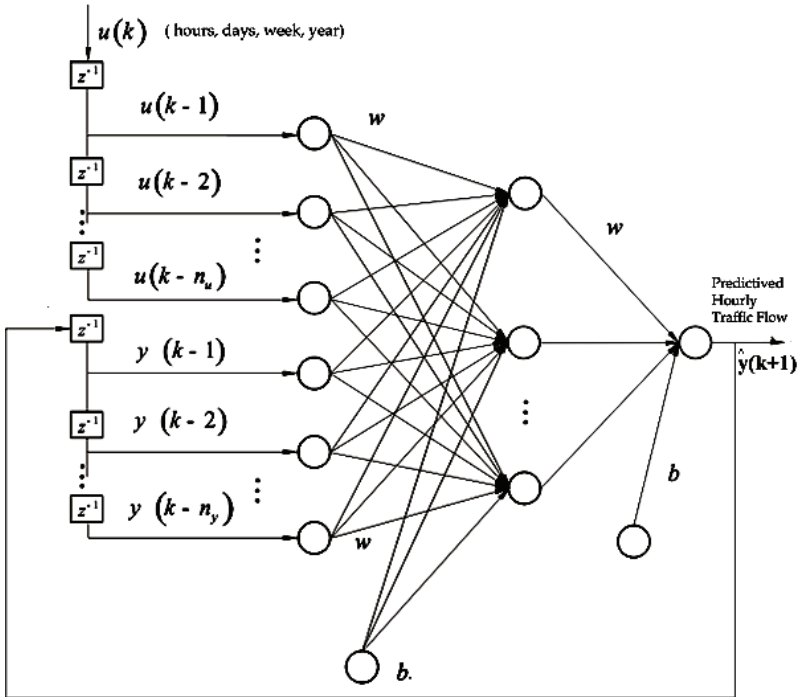 u(k) ( hours, days, week, year)
z⁻¹
u(k - 1)
w
z⁻¹
u(k - 2)
z⁻¹
u(k - nᵤ)
w
Predictived
Hourly
Traffic Flow
z⁻¹
ŷ(k+1)
y (k - 1)
z⁻¹
y (k - 2)
b
z⁻¹
y (k - n_y)
w
b.